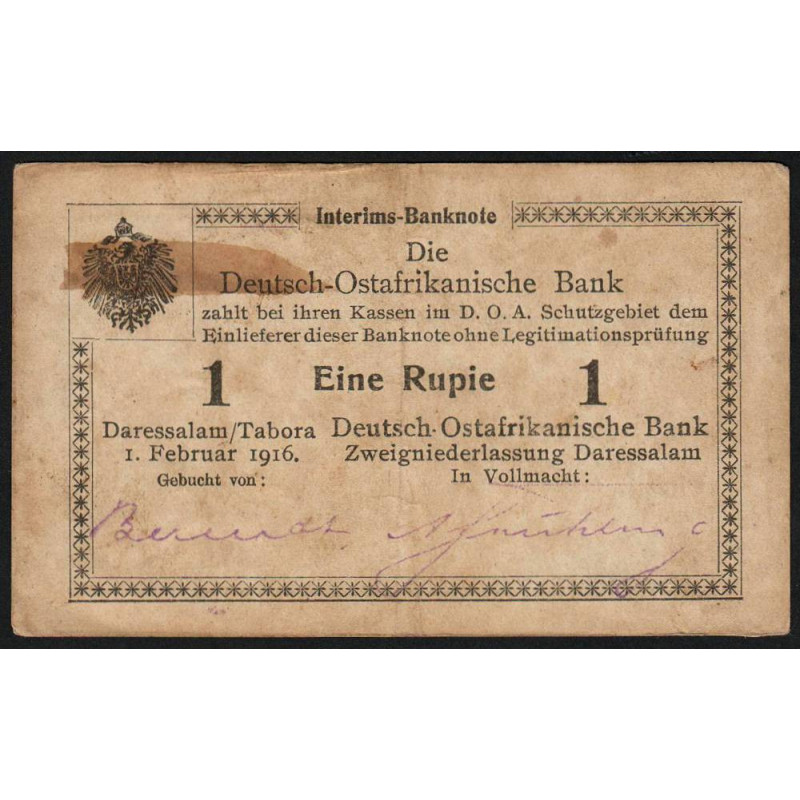 Interims-Banknote
Die
Deutsch-Ostafrikanische Bank
zahlt bei ihren Kassen im D. O. A. Schutzgebiet dem
Einlieferer dieser Banknote ohne Legitimationsprüfung
1 Eine Rupie 1
Daressalam/Tabora
1. Februar 1916.
Gebucht von:
Deutsch-Ostafrikanische Bank
Zweigniederlassung Daressalam
In Vollmacht: